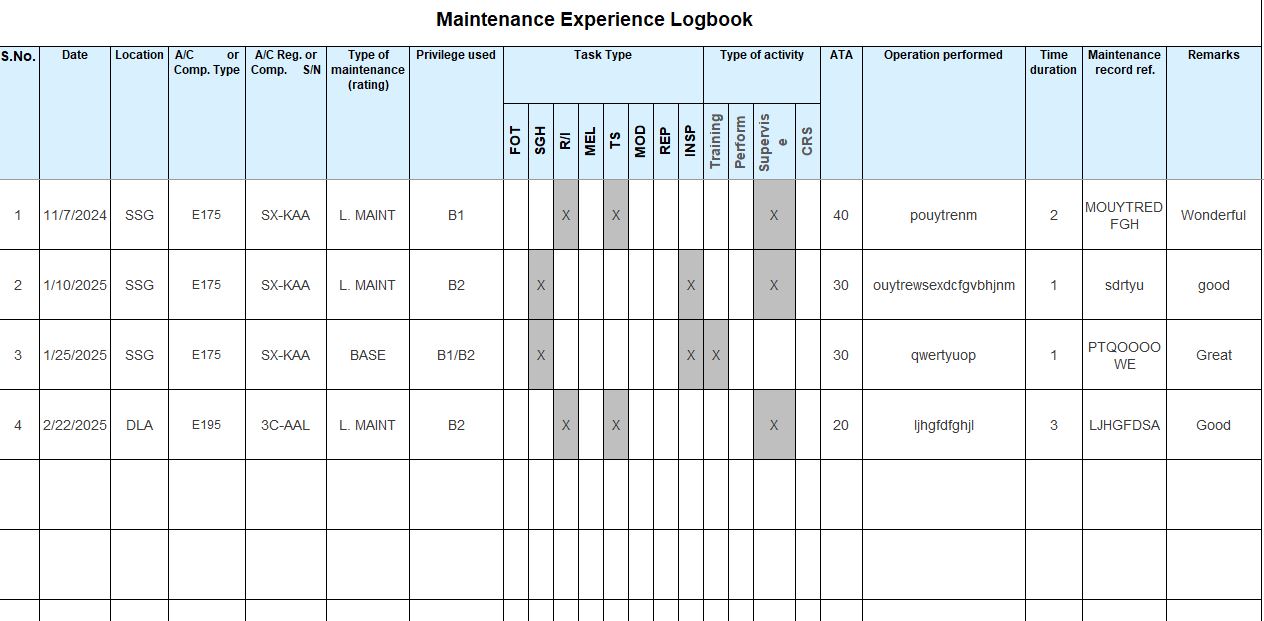 Maintenance Experience Logbook
S.No. Date Location A/C or A/C Reg. or Type of Privilege used Task Type Type of activity ATA Operation performed Time Maintenance Remarks
Comp. Type Comp. S/N maintenance duration record ref.
(rating)
FOT SGH R/I MEL TS MOD REP INSP Training Perform Supervis CRS
e
1 11/7/2024 SSG E175 SX-KAA L. MAINT B1 X X X 40 pouytrenm 2 MOUYTRED Wonderful
FGH
2 1/10/2025 SSG E175 SX-KAA L. MAINT B2 X X X 30 ouytrewsexdcfgvbhjnm 1 sdrtyu good
3 1/25/2025 SSG E175 SX-KAA BASE B1/B2 X X X 30 qwertyuop 1 PTQOOOO Great
WE
4 2/22/2025 DLA E195 3C-AAL L. MAINT B2 X X X 20 ljhgfdfghjl 3 LJHGFDSA Good